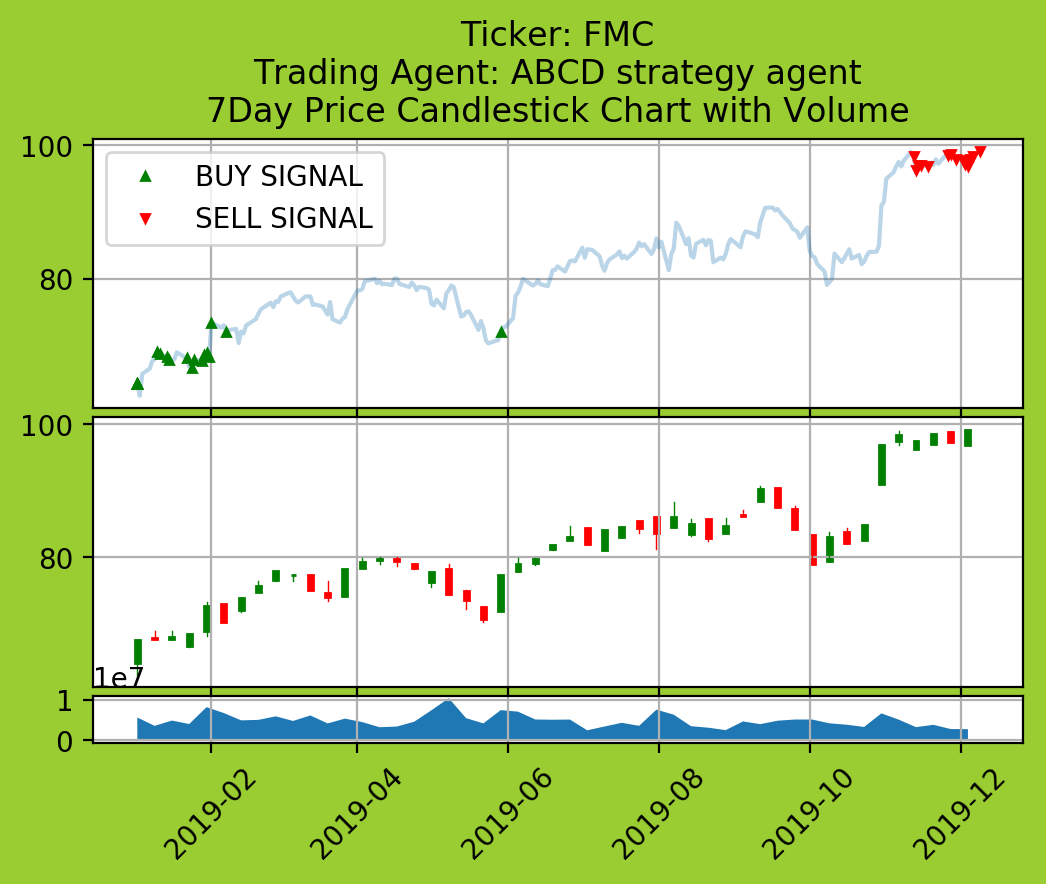 Ticker: FMC
Trading Agent: ABCD strategy agent
7Day Price Candlestick Chart with Volume
100
BUY SIGNAL
SELL SIGNAL
80
100
80
1e7
1
0
2019-02
2019-04
2019-06
2019-08
2019-10
2019-12